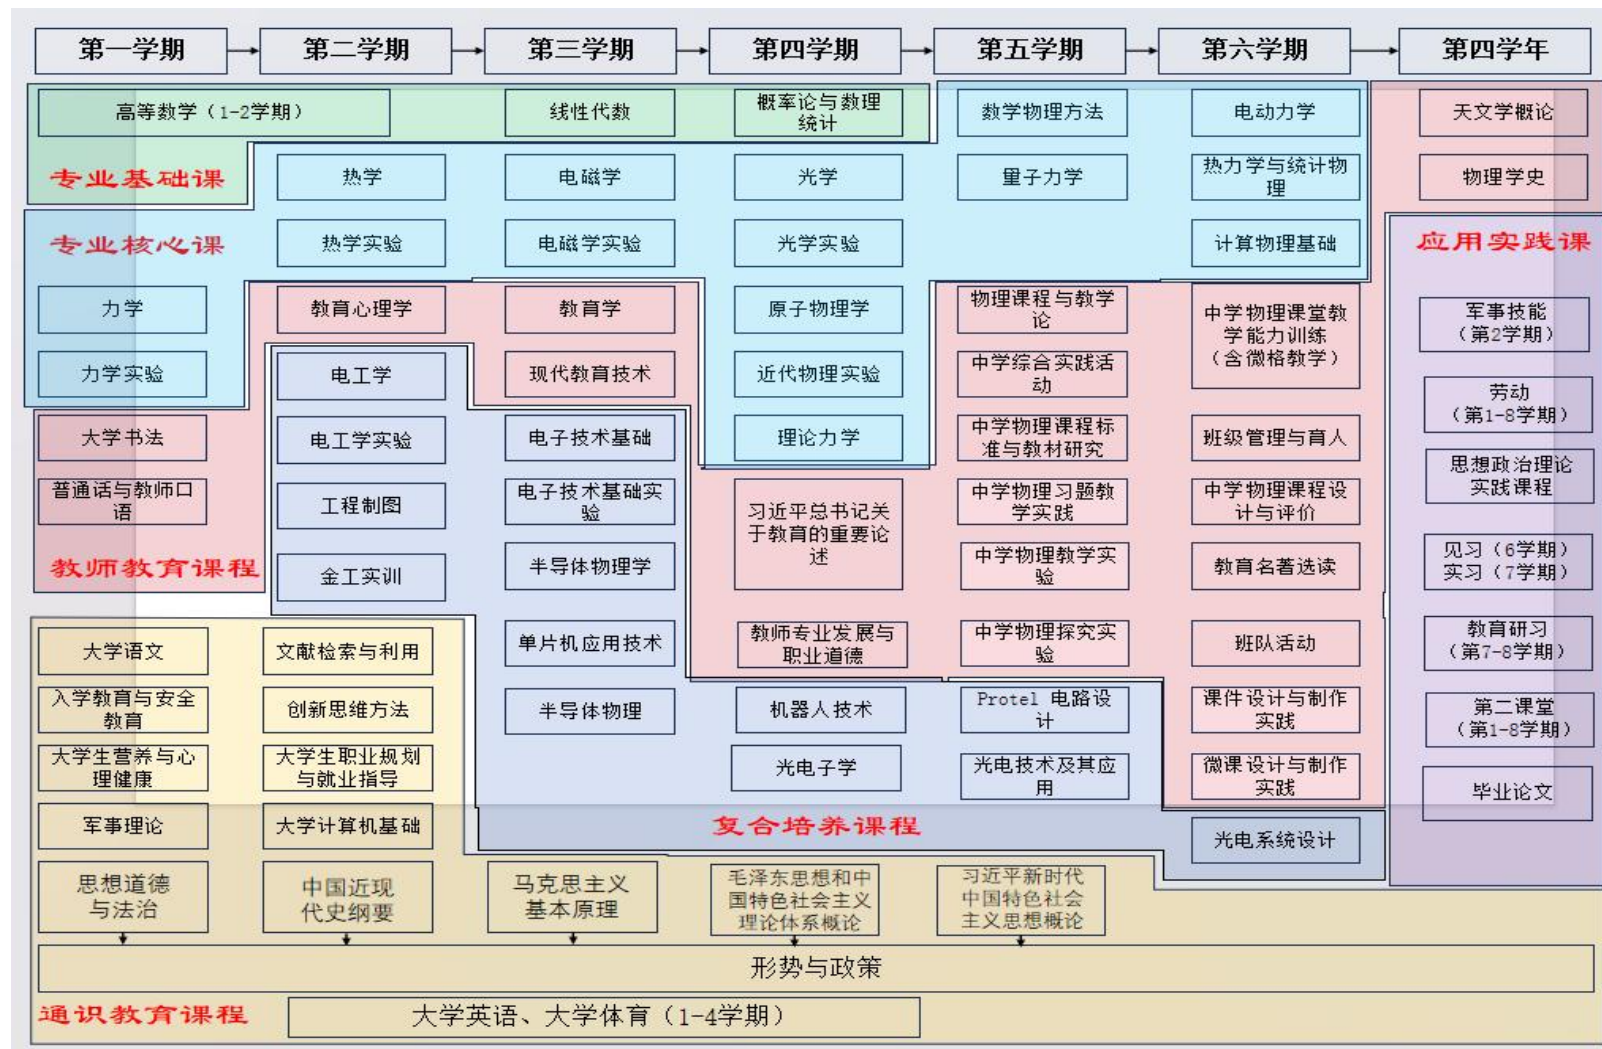 第一学期
第二学期
第三学期
第四学期
第五学期
第六学期
第四学年
高等数学（1-2学期）
线性代数
概率论与数理
统计
数学物理方法
电动力学
天文学概论
专业基础课
热学
电磁学
光学
量子力学
热力学与统计物
理
物理学史
专业核心课
热学实验
电磁学实验
光学实验
计算物理基础
应用实践课
力学
教育心理学
教育学
原子物理学
物理课程与教学
论
中学物理课堂教
学能力训练
（含微格教学）
军事技能
（第2学期）
力学实验
电工学
现代教育技术
近代物理实验
中学综合实践活
动
劳动
（第1-8学期）
大学书法
电工学实验
电子技术基础
理论力学
中学物理课程标
准与教材研究
班级管理与育人
思想政治理论
实践课程
普通话与教师口
语
工程制图
电子技术基础实
验
习近平总书记关
于教育的重要论
述
中学物理习题教
学实践
中学物理课程设
计与评价
教师教育课程
金工实训
半导体物理学
中学物理教学实
验
教育名著选读
见习（6学期）
实习（7学期）
大学语文
文献检索与利用
单片机应用技术
教师专业发展与
职业道德
中学物理探究实
验
班队活动
教育研习
（第7-8学期）
入学教育与安全
教育
创新思维方法
半导体物理
机器人技术
Protel 电路设
计
课件设计与制作
实践
第二课堂
（第1-8学期）
大学生营养与心
理健康
大学生职业规划
与就业指导
光电子学
光电技术及其应
用
微课设计与制作
实践
毕业论文
军事理论
大学计算机基础
复合培养课程
光电系统设计
思想道德
与法治
中国近现
代史纲要
马克思主义
基本原理
毛泽东思想和中
国特色社会主义
理论体系概论
习近平新时代
中国特色社会
主义思想概论
形势与政策
通识教育课程
大学英语、大学体育（1-4学期）